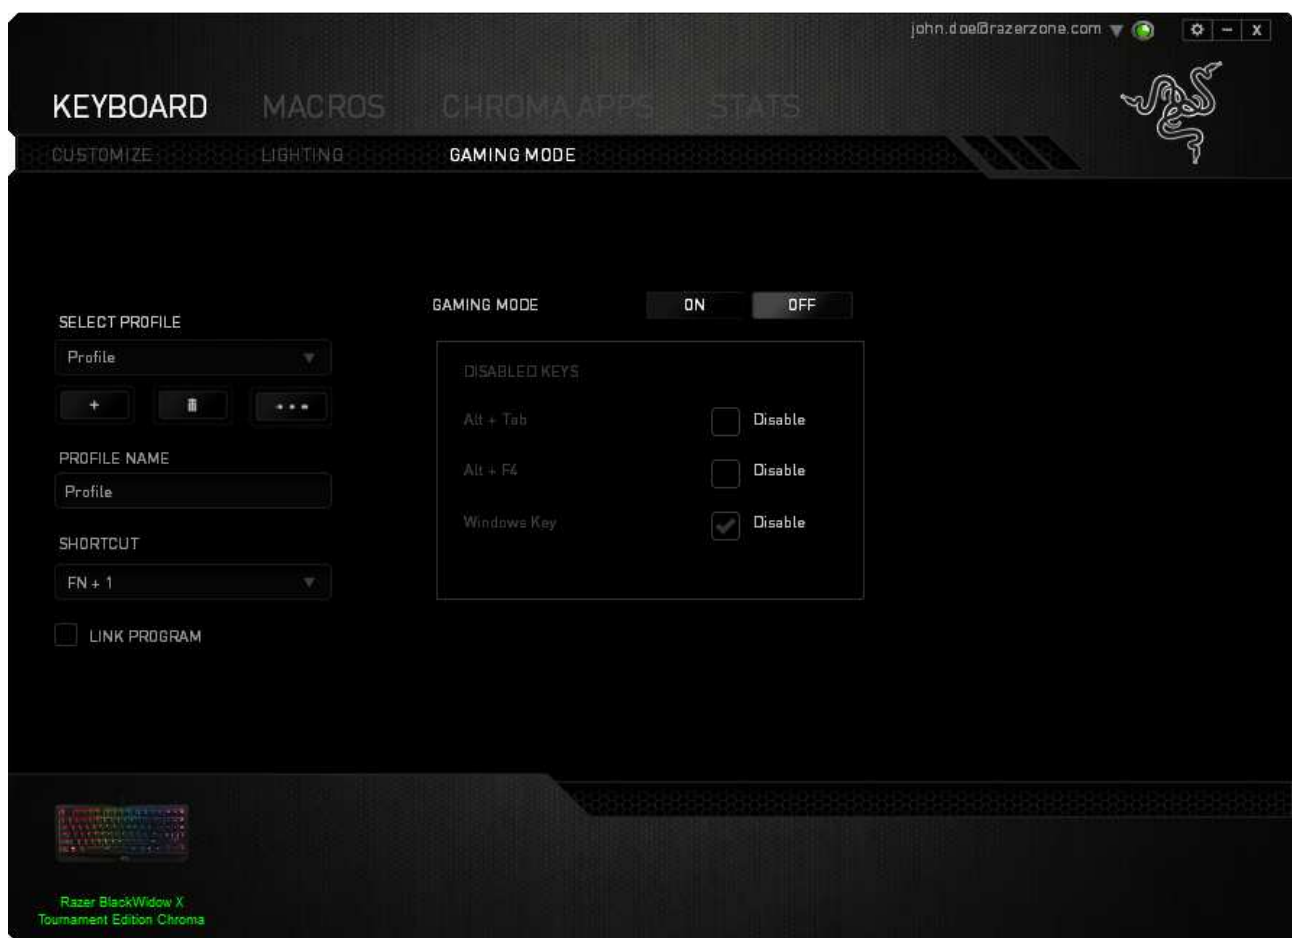 john.doe@razerzone.com
X
KEYBOARD MACROS CHROMA APPS STATS
CUSTOMIZE LIGHTING GAMING MODE
GAMING MODE ON OFF
SELECT PROFILE
Profile
DISABLED KEYS
Alt + Tab Disable
PROFILE NAME
Alt + F4 Disable
Profile
Windows Key Disable
SHORTCUT
FN + 1
LINK PROGRAM
Razer BlackWidow X
Tournament Edition Chroma